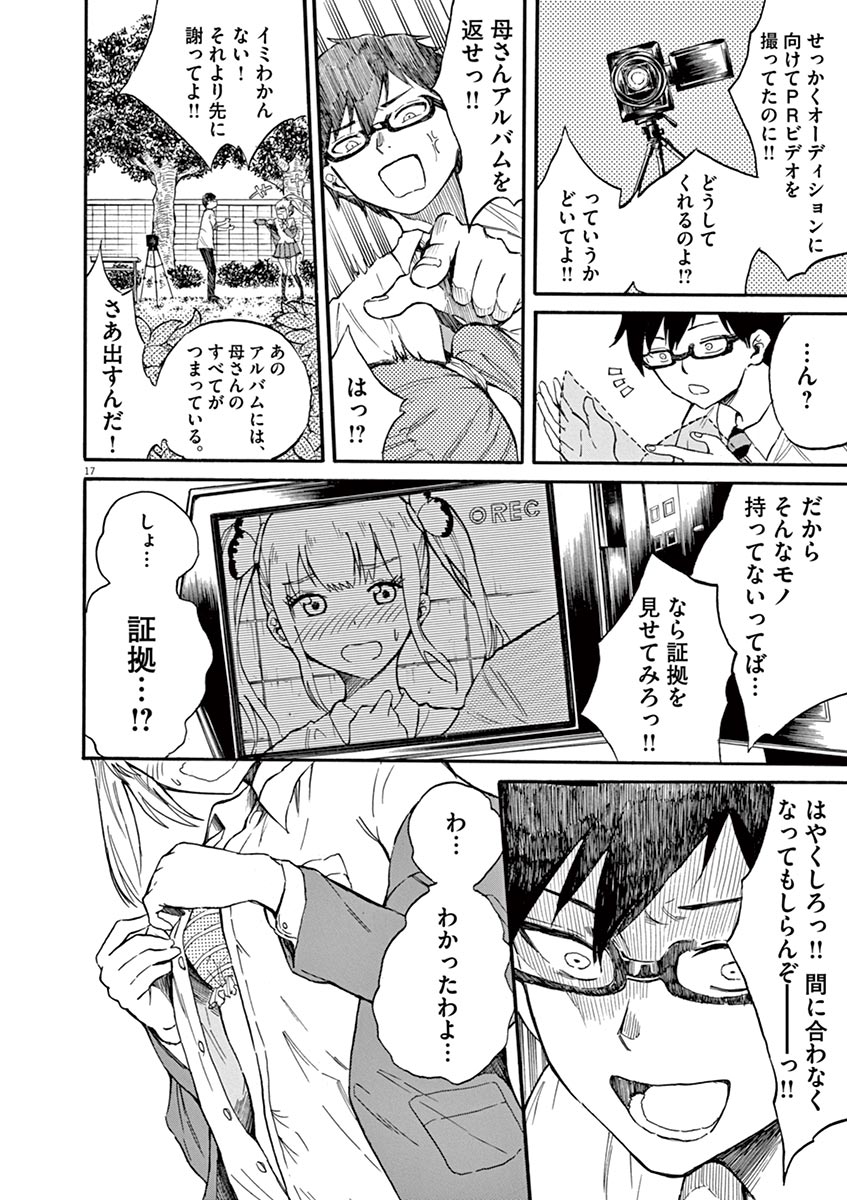 せっかくオーディションに
向けてPRビデオを
撮ってたのに!!
どうして
くれるのよ!?
っていうか
どいてよ!!
…ん?
母さんアルバムを
返せっ!!
はっ!?
イミわかん
ない!
それより先に
謝ってよ!!
あの
アルバムには、
母さんの
すべてが
つまっている。
さあ出すんだ!
17
だから
そんなモノ
持ってないってば…
なら証拠を
見せてみろっ!!
REC
しょ…
証拠…!?
はやくしろっ!! 間に合わなく
なってもしらんぞ――っ!!
わ…
わかったわよ…